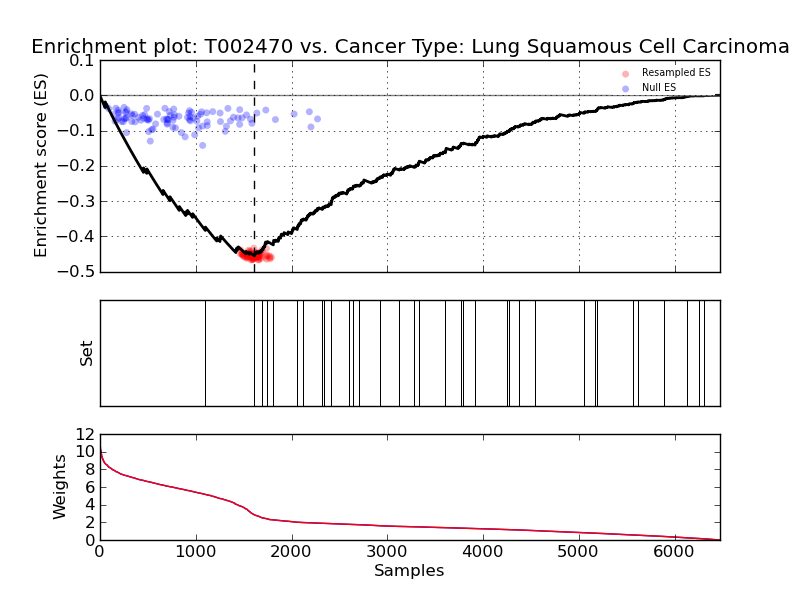 Enrichment plot: T002470 vs. Cancer Type: Lung Squamous Cell Carcinoma
Enrichment score (ES)
0.1
0.0
−0.1
−0.2
−0.3
−0.4
−0.5
Resampled ES
Null ES
Set
Weights
12
10
8
6
4
2
0
0 1000 2000 3000 4000 5000 6000
Samples